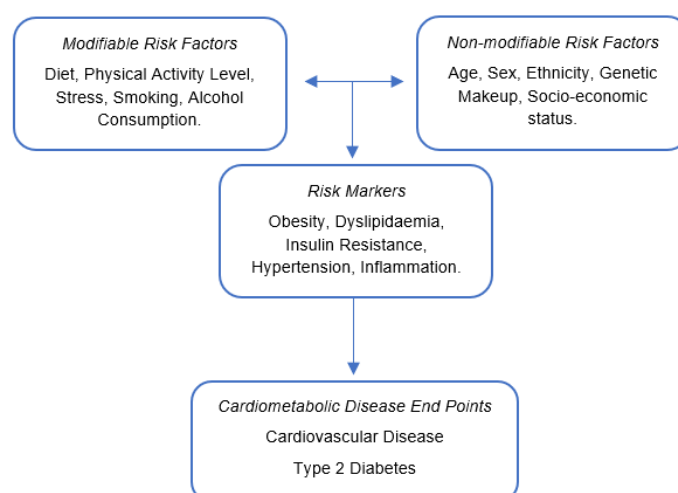 Modifiable Risk Factors
Diet, Physical Activity Level,
Stress, Smoking, Alcohol
Consumption.
Non-modifiable Risk Factors
Age, Sex, Ethnicity, Genetic
Makeup, Socio-economic
status.
Risk Markers
Obesity, Dyslipidaemia,
Insulin Resistance,
Hypertension, Inflammation.
Cardiometabolic Disease End Points
Cardiovascular Disease
Type 2 Diabetes